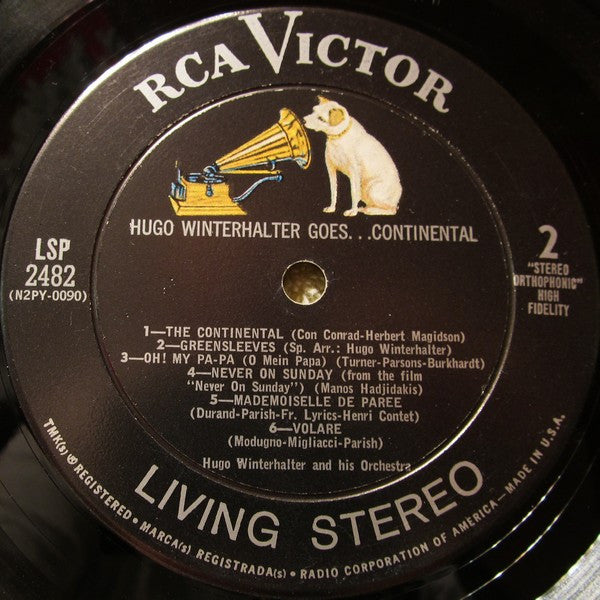 RCA VICTOR
HUGO WINTERHALTER GOES. . .CONTINENTAL
LSP
2482
(N2PY-0090)
2
"STEREO
ORTHOPHONIC"
HIGH
FIDELITY
1—THE CONTINENTAL (Con Conrad-Herbert Magidson)
2—GREENSLEEVES (Sp. Arr.: Hugo Winterhalter)
3—OH! MY PA-PA (O Mein Papa) (Turner-Parsons-Burkhardt)
4—NEVER ON SUNDAY (from the film
"Never On Sunday") (Manos Hadjidakis)
5—MADEMOISELLE DE PAREE
(Durand-Parish-Fr. Lyrics-Henri Contet)
6—VOLARE
(Modugno-Migliacci-Parish)
Hugo Winterhalter and his Orchestra
LIVING STEREO
TMK(s) ® REGISTERED • MARCA(s) REGISTRADA(s) • RADIO CORPORATION OF AMERICA—MADE IN U.S.A.